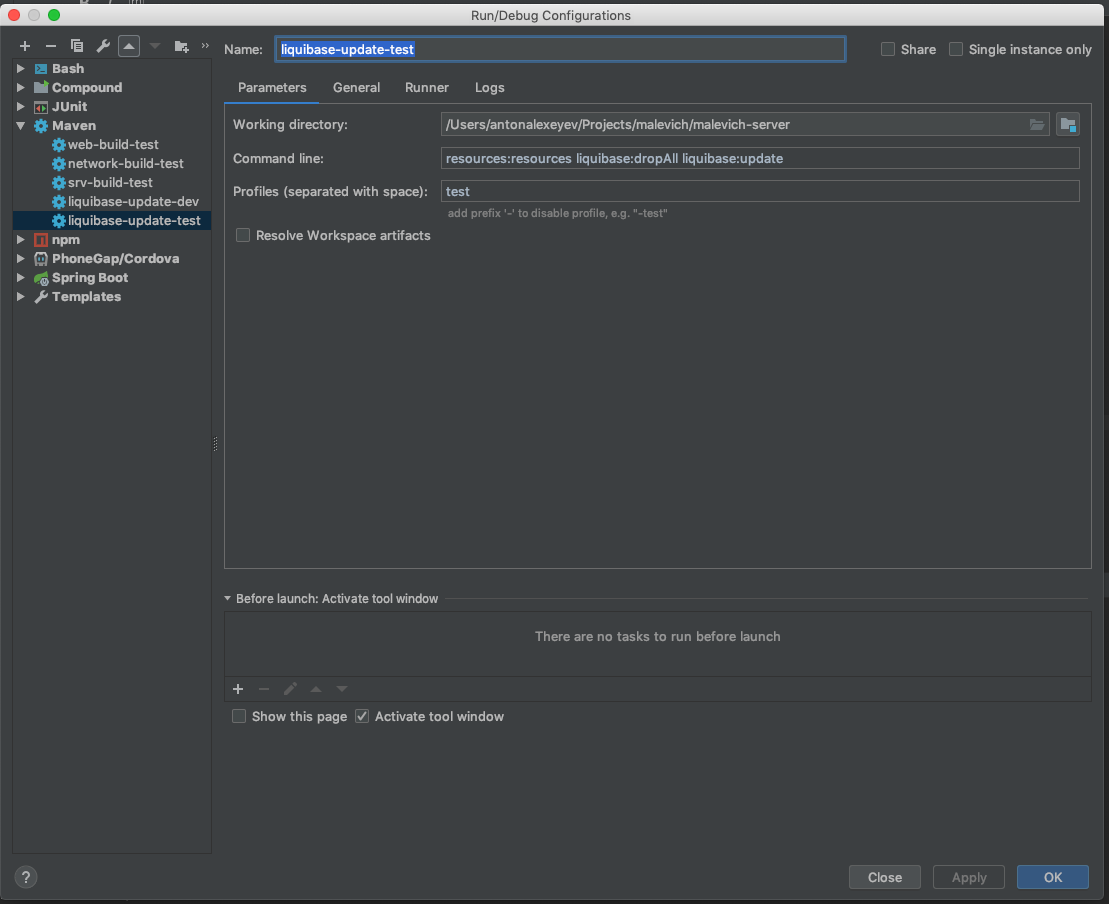 Run/Debug Configurations
Name: liquibase-update-test
Share
Single instance only
Bash
Compound
JUnit
Maven
web-build-test
network-build-test
srv-build-test
liquibase-update-dev
liquibase-update-test
npm
PhoneGap/Cordova
Spring Boot
Templates
Parameters General Runner Logs
Working directory: /Users/antonalexeyev/Projects/malevich/malevich-server
Command line: resources:resources liquibase:dropAll liquibase:update
Profiles (separated with space): test
add prefix '-' to disable profile, e.g. "-test"
Resolve Workspace artifacts
Before launch: Activate tool window
There are no tasks to run before launch
Show this page Activate tool window
? Close Apply OK